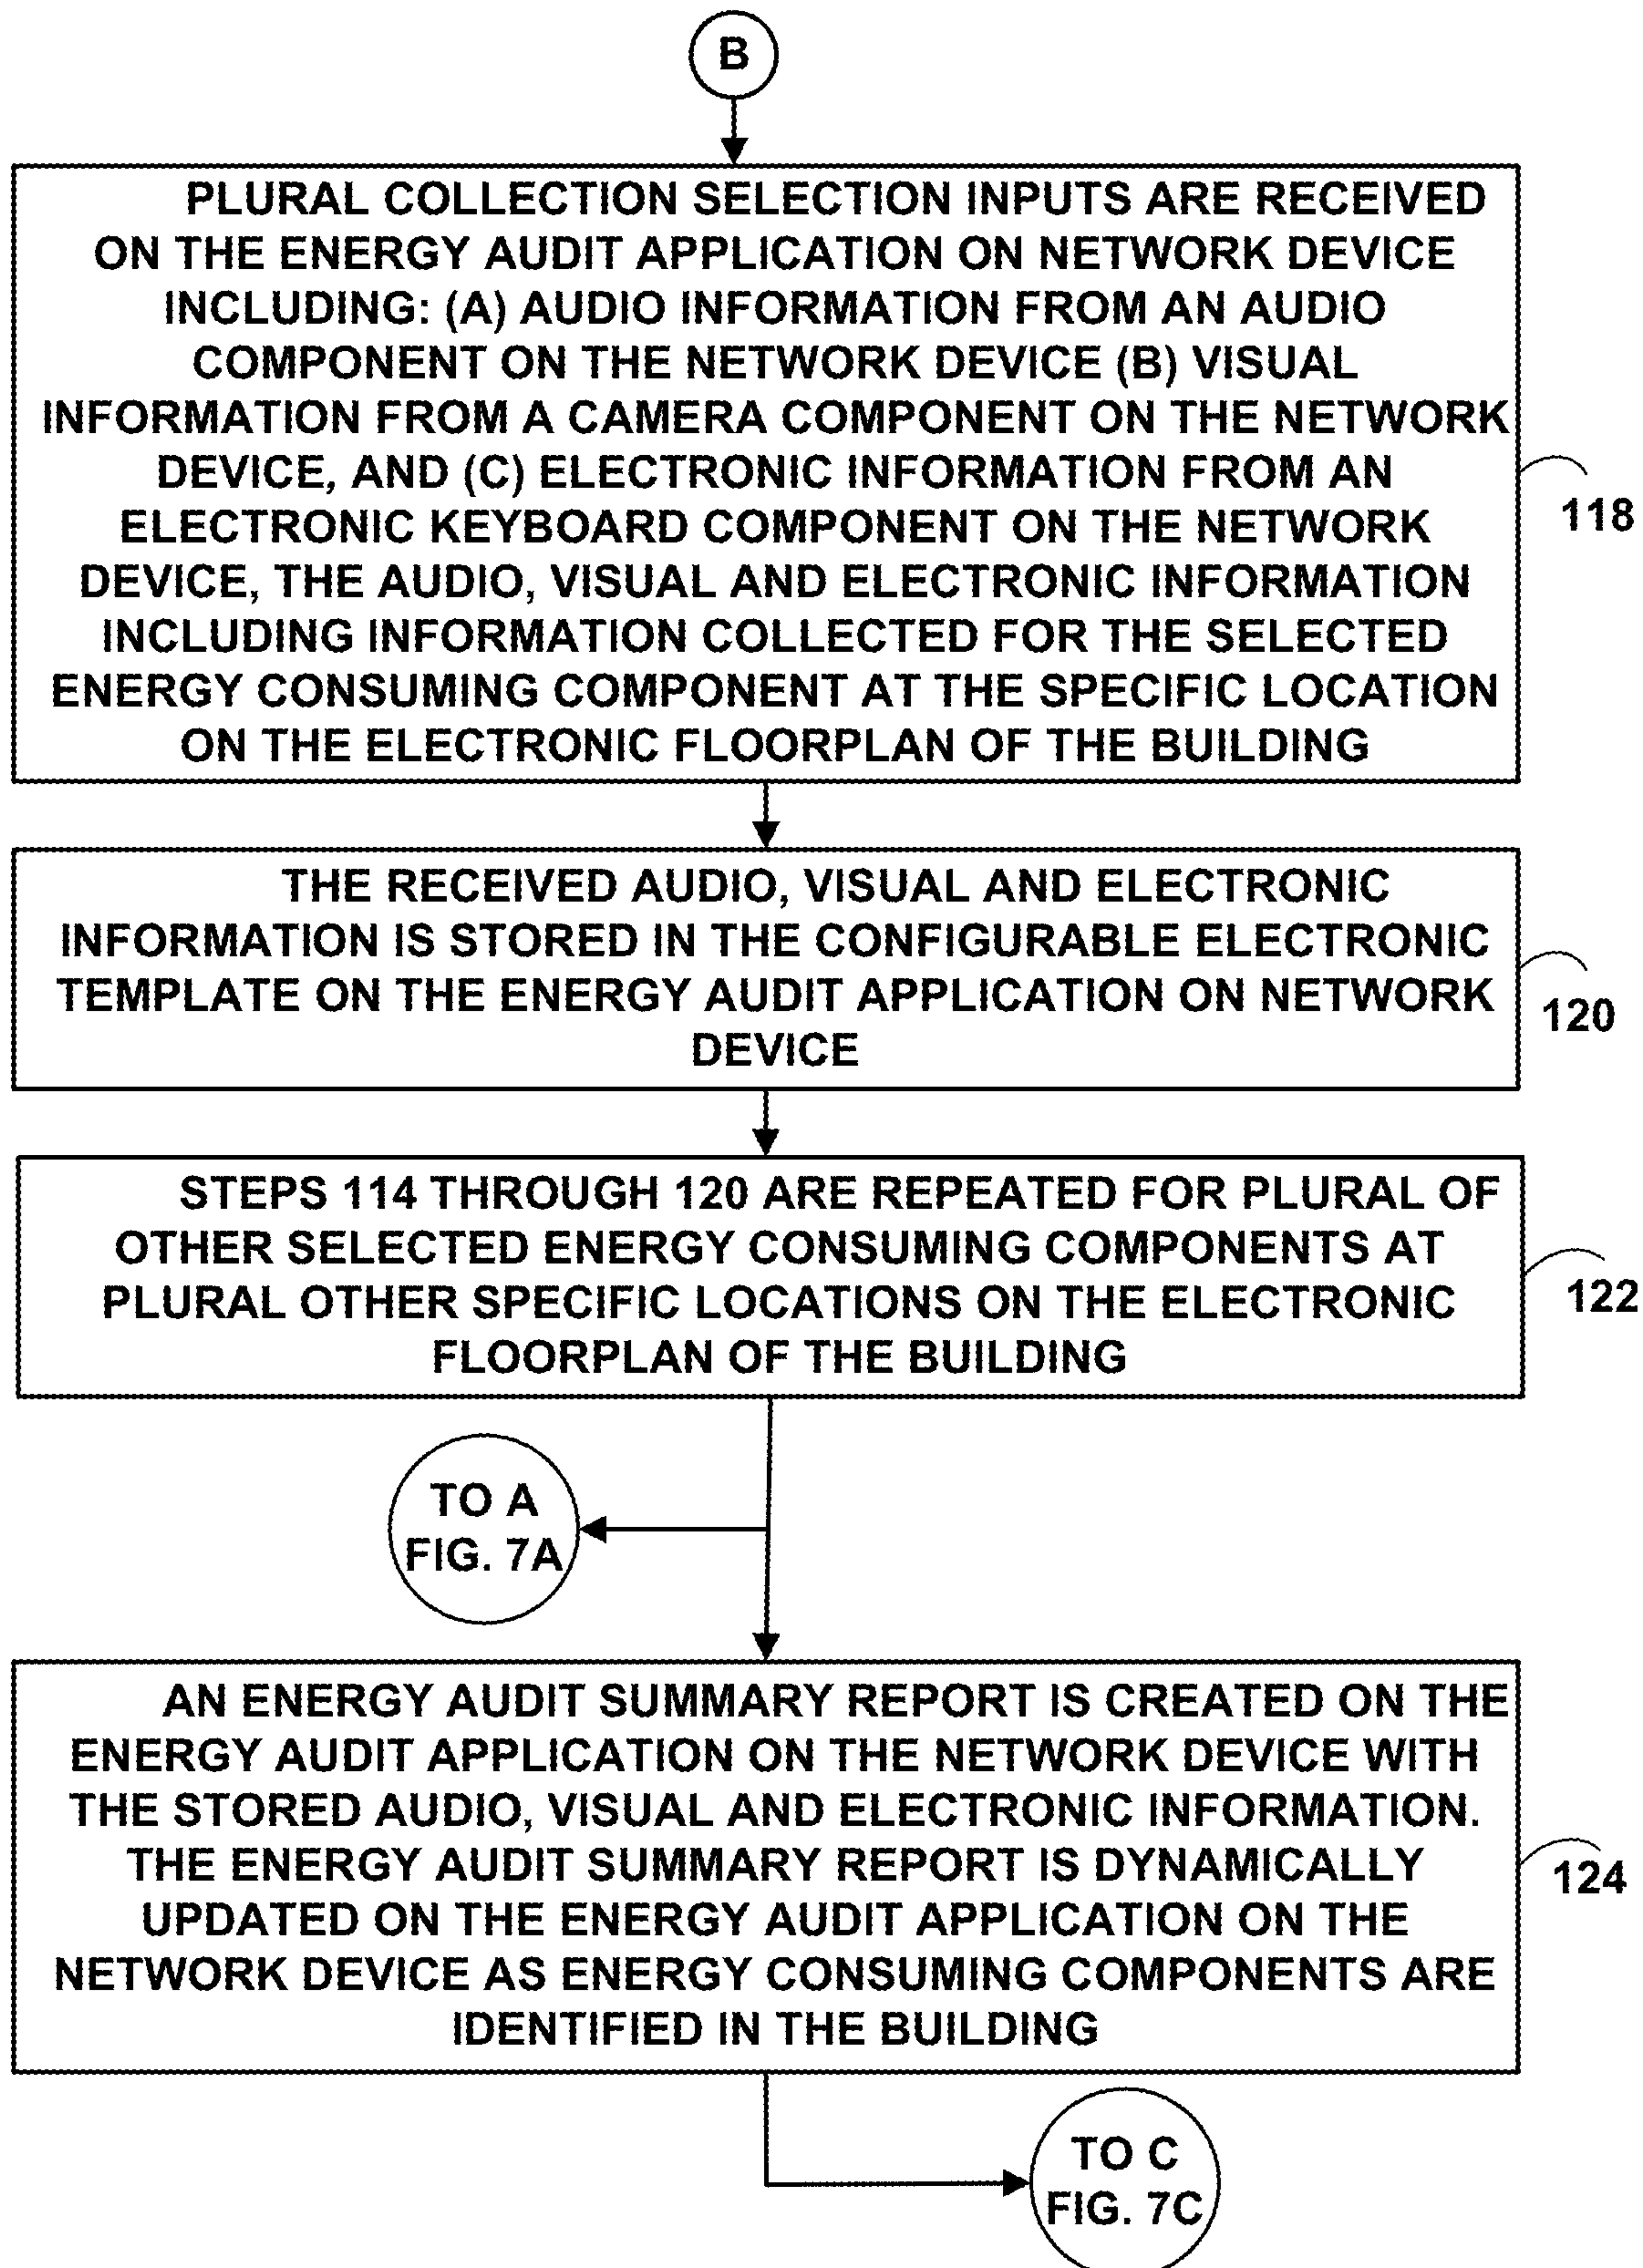 B
PLURAL COLLECTION SELECTION INPUTS ARE RECEIVED
ON THE ENERGY AUDIT APPLICATION ON NETWORK DEVICE
INCLUDING: (A) AUDIO INFORMATION FROM AN AUDIO
COMPONENT ON THE NETWORK DEVICE (B) VISUAL
INFORMATION FROM A CAMERA COMPONENT ON THE NETWORK
DEVICE, AND (C) ELECTRONIC INFORMATION FROM AN
ELECTRONIC KEYBOARD COMPONENT ON THE NETWORK
DEVICE, THE AUDIO, VISUAL AND ELECTRONIC INFORMATION
INCLUDING INFORMATION COLLECTED FOR THE SELECTED
ENERGY CONSUMING COMPONENT AT THE SPECIFIC LOCATION
ON THE ELECTRONIC FLOORPLAN OF THE BUILDING
118
THE RECEIVED AUDIO, VISUAL AND ELECTRONIC
INFORMATION IS STORED IN THE CONFIGURABLE ELECTRONIC
TEMPLATE ON THE ENERGY AUDIT APPLICATION ON NETWORK
DEVICE
120
STEPS 114 THROUGH 120 ARE REPEATED FOR PLURAL OF
OTHER SELECTED ENERGY CONSUMING COMPONENTS AT
PLURAL OTHER SPECIFIC LOCATIONS ON THE ELECTRONIC
FLOORPLAN OF THE BUILDING
122
TO A
FIG. 7A
AN ENERGY AUDIT SUMMARY REPORT IS CREATED ON THE
ENERGY AUDIT APPLICATION ON THE NETWORK DEVICE WITH
THE STORED AUDIO, VISUAL AND ELECTRONIC INFORMATION.
THE ENERGY AUDIT SUMMARY REPORT IS DYNAMICALLY
UPDATED ON THE ENERGY AUDIT APPLICATION ON THE
NETWORK DEVICE AS ENERGY CONSUMING COMPONENTS ARE
IDENTIFIED IN THE BUILDING
124
TO C
FIG. 7C